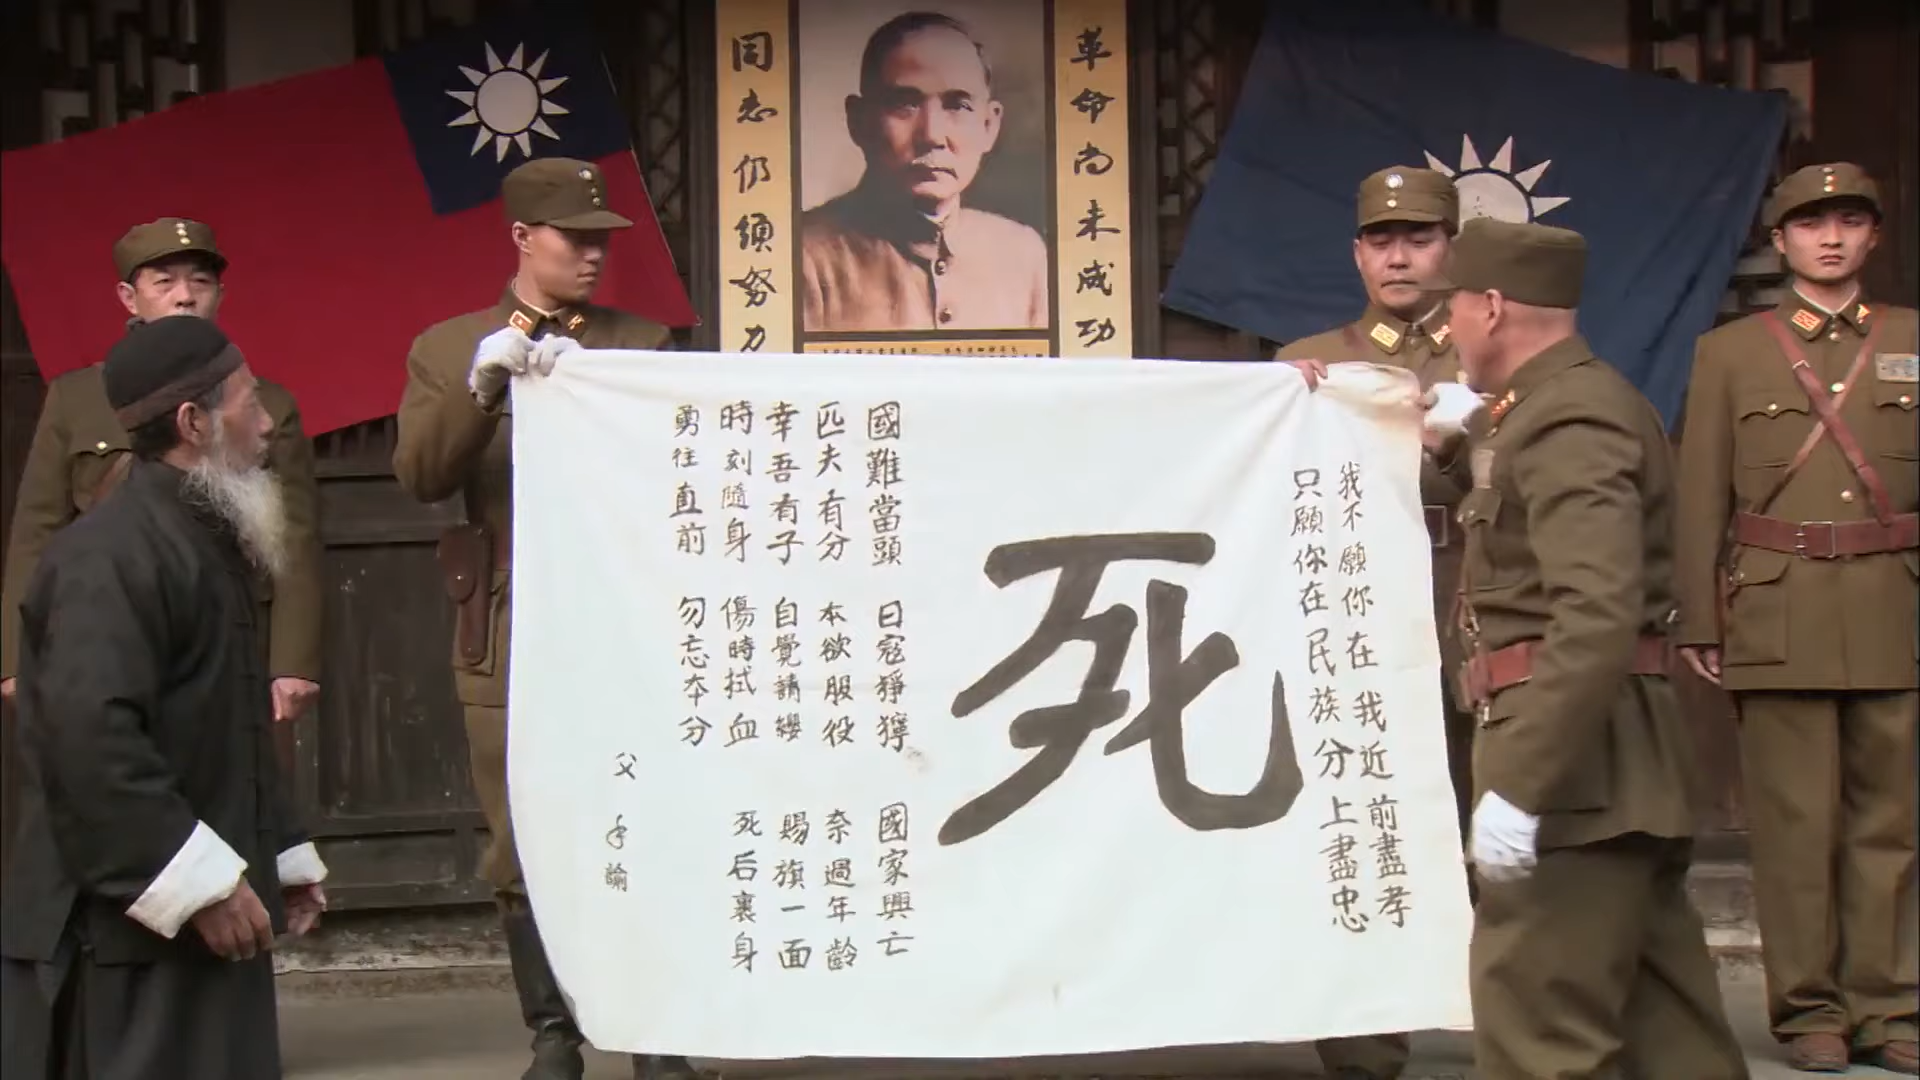 革命尚未成功
同志仍須努力
我不願你在我近前盡孝
只願你在民族分上盡忠
死
國難當頭 日寇猙獰 國家興亡
匹夫有分 本欲服役 奈過年齡
幸吾有子 自覺請纓 賜旗一面
時刻隨身 傷時拭血 死后裹身
勇往直前 勿忘夲分
父 手諭